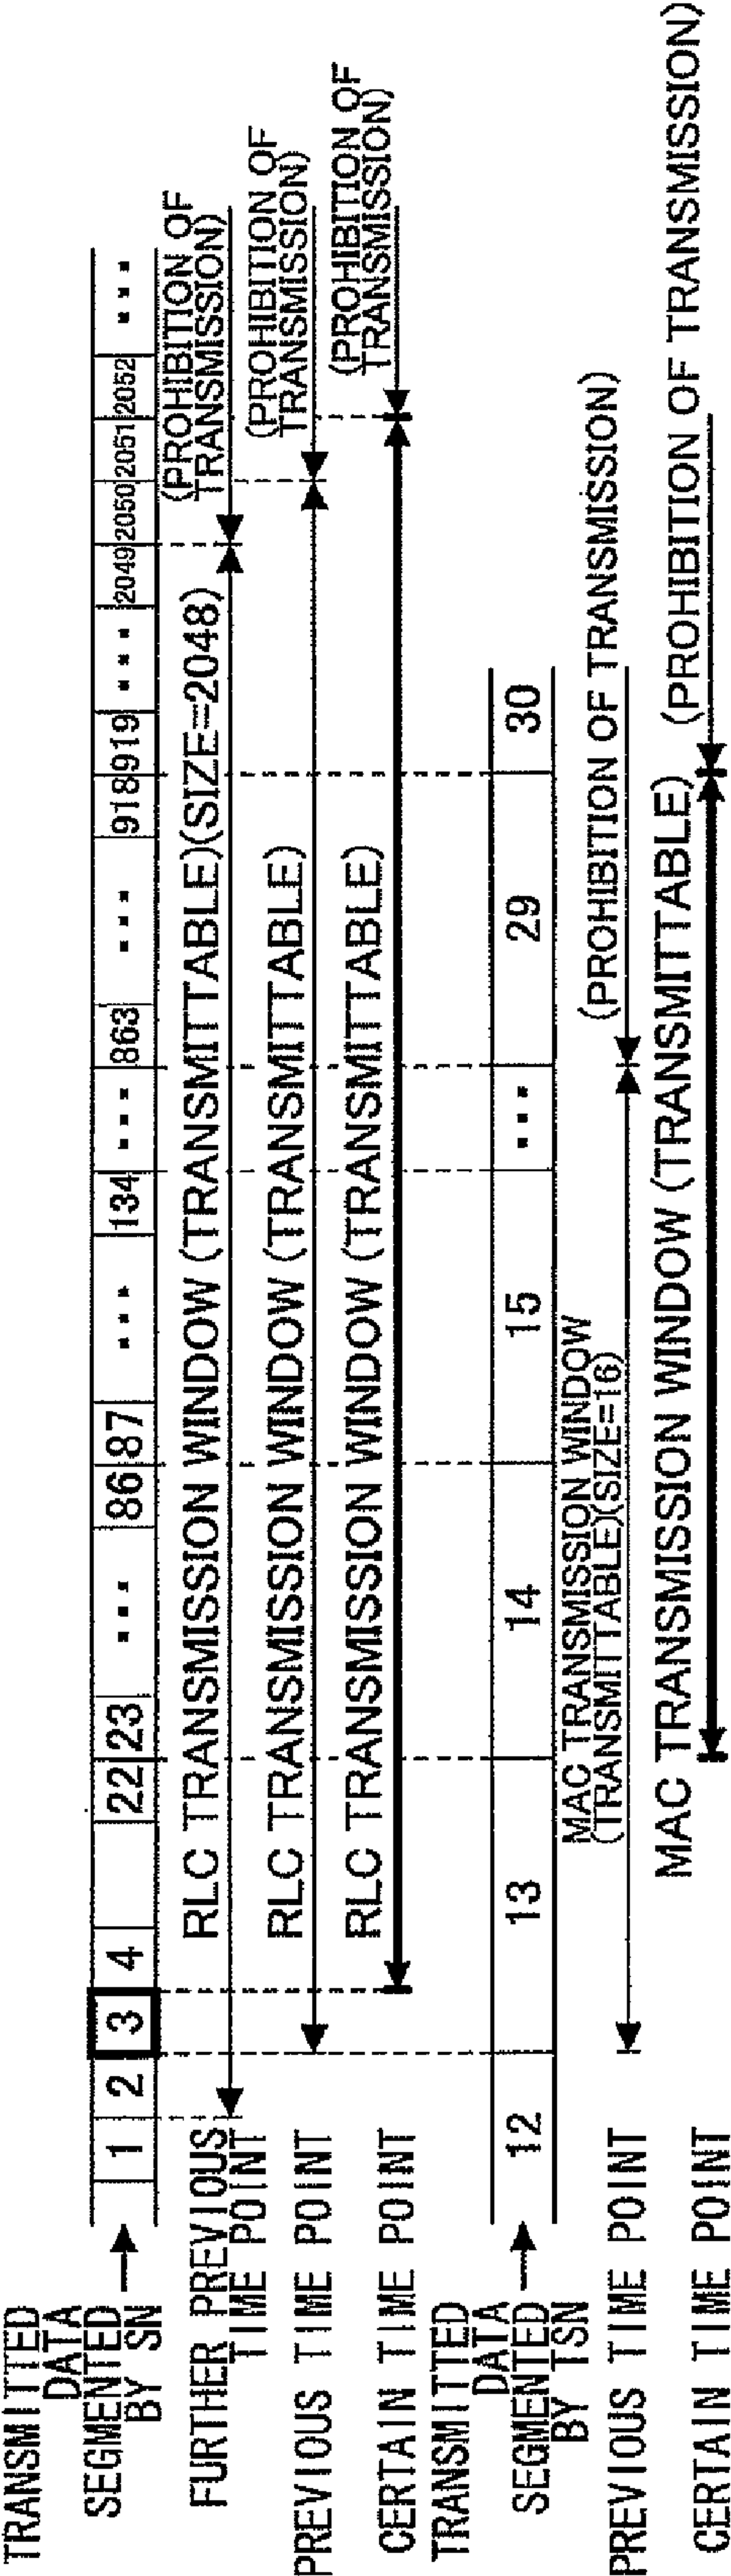 TRANSMITTED
DATA
SEGMENTED
BY SN
1 2 3 4 22 23 ... 86 87 ... 134 ... 863 ... 918 919 ... 2049 2050 2051 2052 ...
FURTHER PREVIOUS
TIME POINT
RLC TRANSMISSION WINDOW (TRANSMITTABLE)(SIZE=2048)
(PROHIBITION OF
TRANSMISSION)
PREVIOUS TIME POINT
RLC TRANSMISSION WINDOW (TRANSMITTABLE)
(PROHIBITION OF
TRANSMISSION)
CERTAIN TIME POINT
RLC TRANSMISSION WINDOW (TRANSMITTABLE)
(PROHIBITION OF
TRANSMISSION)
TRANSMITTED
DATA
SEGMENTED
BY TSN
12 13 14 15 ... 29 30
PREVIOUS TIME POINT
MAC TRANSMISSION WINDOW
(TRANSMITTABLE)(SIZE=16)
(PROHIBITION OF TRANSMISSION)
CERTAIN TIME POINT
MAC TRANSMISSION WINDOW (TRANSMITTABLE)
(PROHIBITION OF TRANSMISSION)